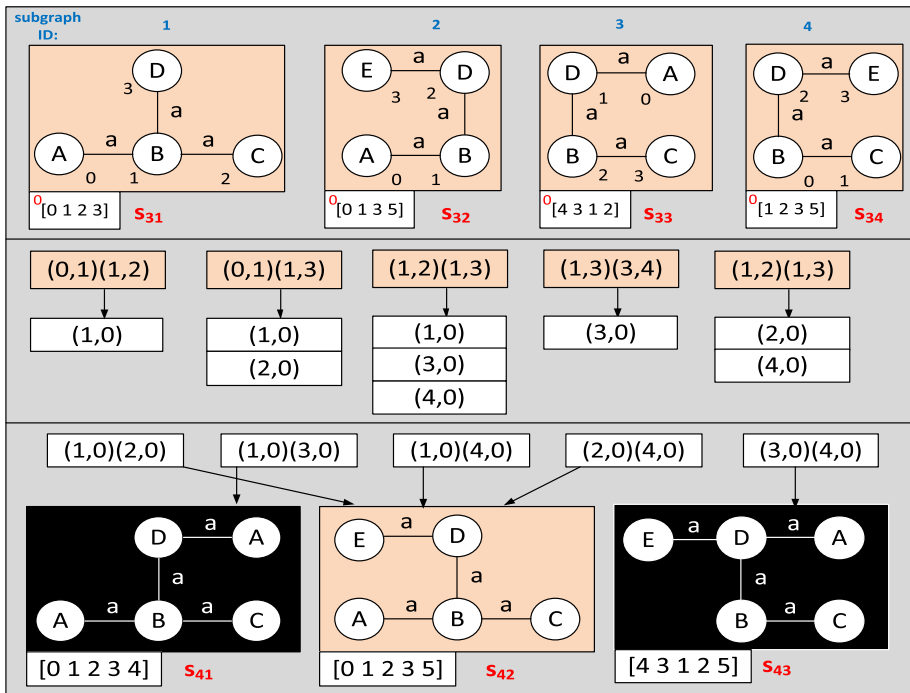 subgraph ID: 1 2 3 4
D
3
a
A a B a C
0 1 2
0 [0 1 2 3] S31
E a D
3 2
a
A a B
0 1
0 [0 1 3 5] S32
D a A
1 0
a
B a C
2 3
0 [4 3 1 2] S33
D a E
2 3
a
B a C
0 1
0 [1 2 3 5] S34
(0,1)(1,2) (0,1)(1,3) (1,2)(1,3) (1,3)(3,4) (1,2)(1,3)
(1,0) (1,0) (1,0) (3,0) (2,0)
(2,0) (3,0) (4,0)
(4,0)
(1,0)(2,0) (1,0)(3,0) (1,0)(4,0) (2,0)(4,0) (3,0)(4,0)
D a A
a
A a B a C
[0 1 2 3 4] S41
E a D
a
A a B a C
[0 1 2 3 5] S42
E a D a A
a
B a C
[4 3 1 2 5] S43